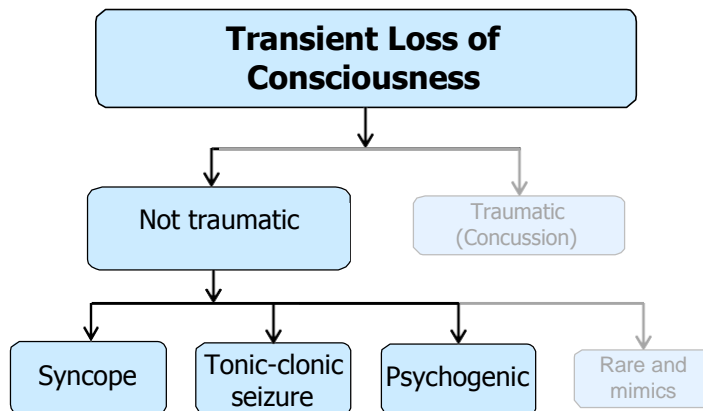 Transient Loss of
Consciousness
Not traumatic
Traumatic
(Concussion)
Syncope
Tonic-clonic
seizure
Psychogenic
Rare and
mimics